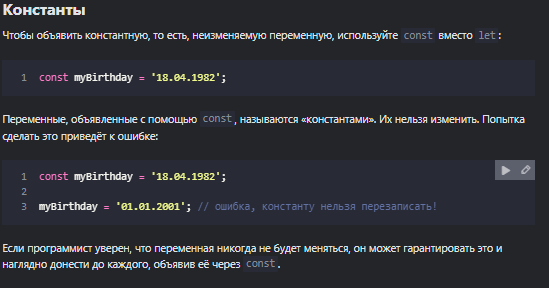 Константы
Чтобы объявить константную, то есть, неизменяемую переменную, используйте const вместо let:
1 const myBirthday = '18.04.1982';
Переменные, объявленные с помощью const, называются «константами». Их нельзя изменить. Попытка
сделать это приведёт к ошибке:
1 const myBirthday = '18.04.1982';
2
3 myBirthday = '01.01.2001'; // ошибка, константу нельзя перезаписать!
Если программист уверен, что переменная никогда не будет меняться, он может гарантировать это и
наглядно донести до каждого, объявив её через const.